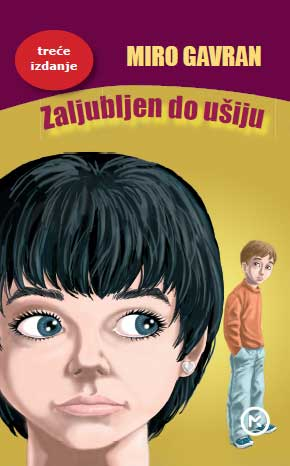 treće
izdanje
MIRO GAVRAN
Zaljubljen do ušiju
M